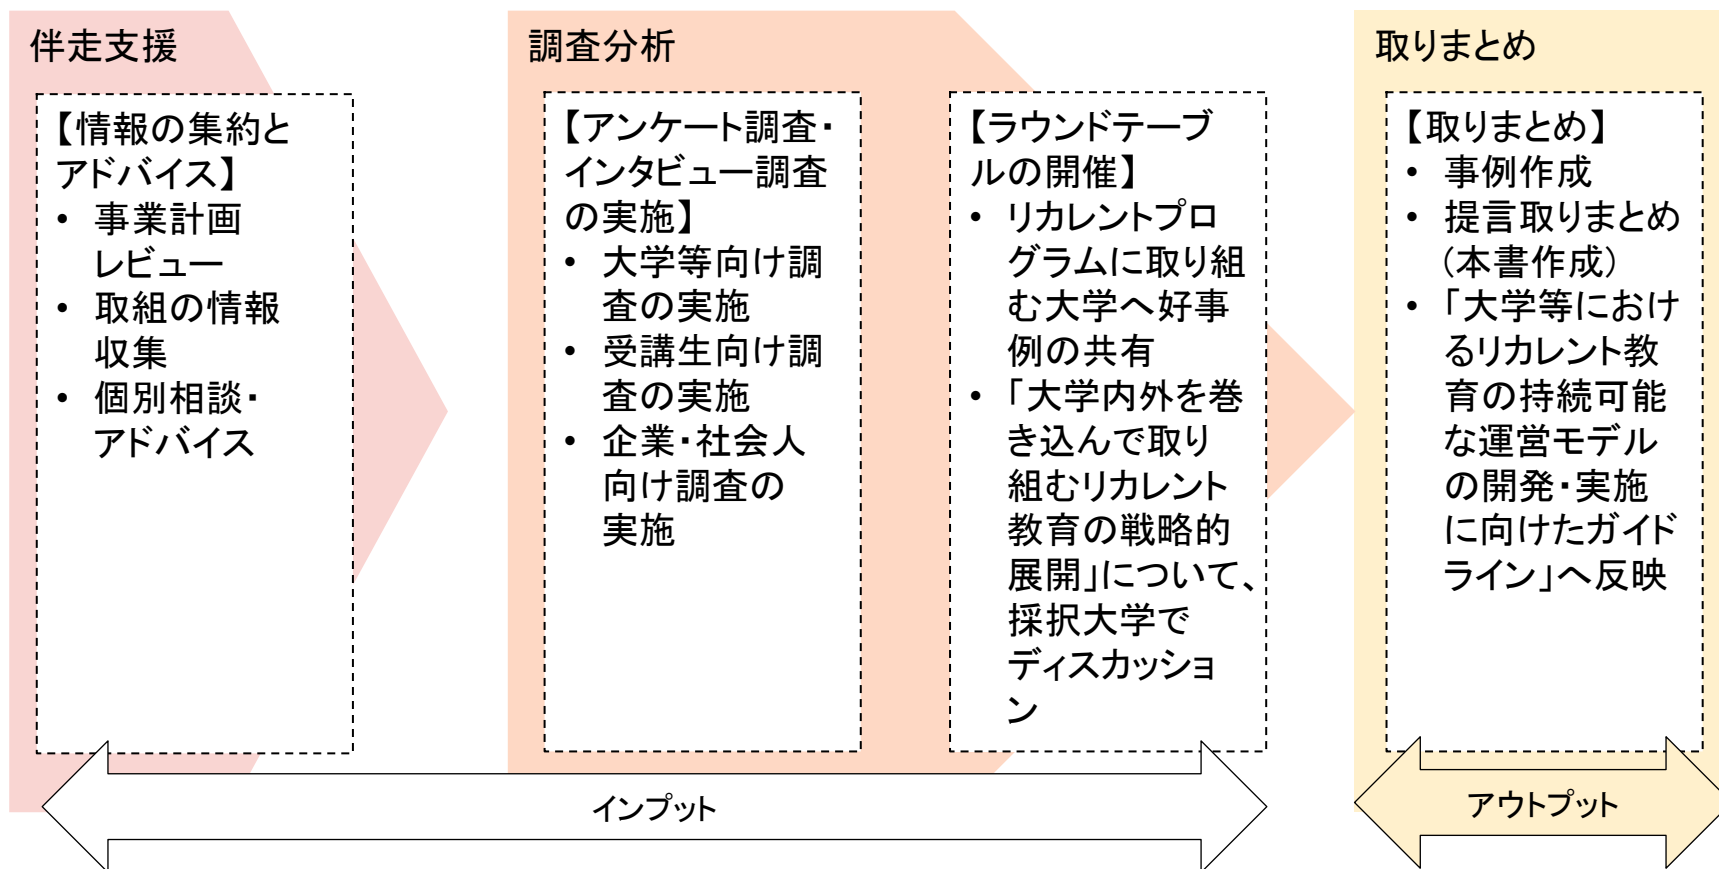 伴走支援
【情報の集約と
アドバイス】
• 事業計画
レビュー
• 取組の情報
収集
• 個別相談・
アドバイス
調査分析
【アンケート調査・
インタビュー調査
の実施】
• 大学等向け調
査の実施
• 受講生向け調
査の実施
• 企業・社会人
向け調査の
実施
【ラウンドテーブ
ルの開催】
• リカレントプロ
グラムに取り組
む大学へ好事
例の共有
• 「大学内外を巻
き込んで取り
組むリカレント
教育の戦略的
展開」について、
採択大学で
ディスカッショ
ン
取りまとめ
【取りまとめ】
• 事例作成
• 提言取りまとめ
（本書作成）
• 「大学等におけ
るリカレント教
育の持続可能
な運営モデル
の開発・実施
に向けたガイド
ライン」へ反映
インプット
アウトプット